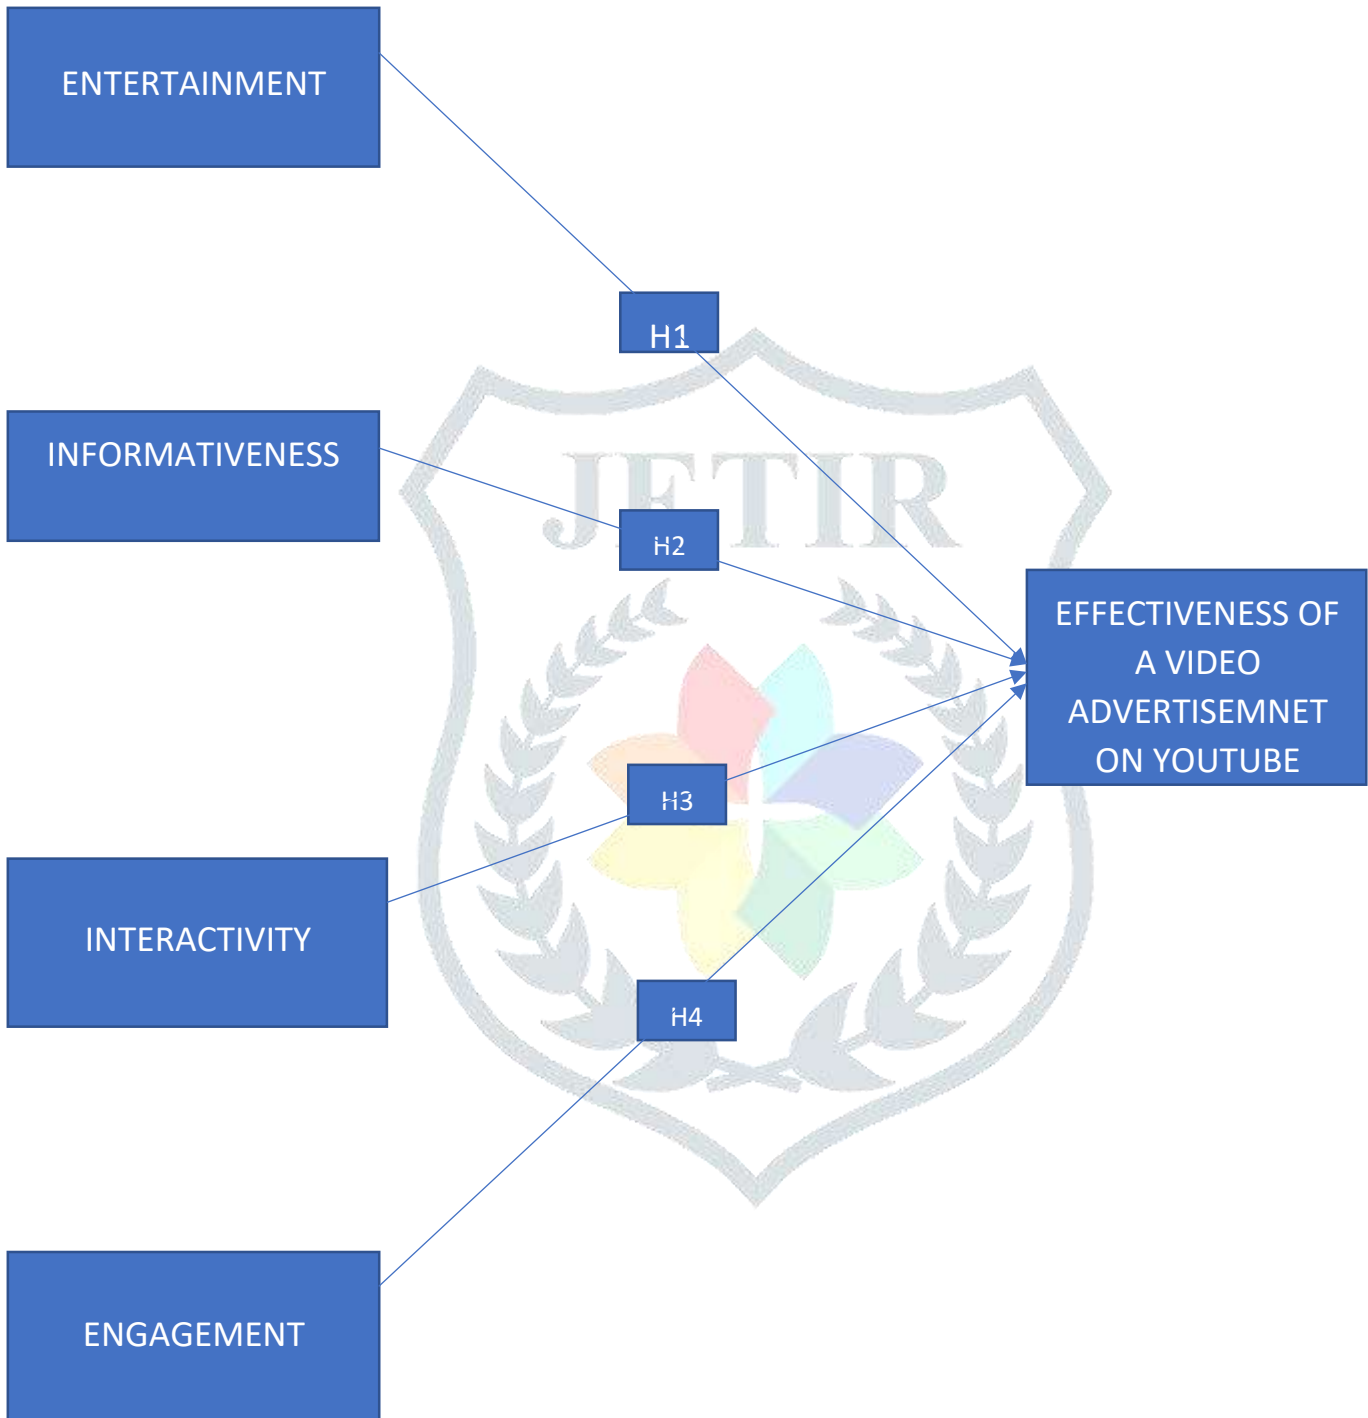 ENTERTAINMENT
H1
INFORMATIVENESS
JETIR
H2
EFFECTIVENESS OF
A VIDEO
ADVERTISEMNET
ON YOUTUBE
H3
INTERACTIVITY
H4
ENGAGEMENT